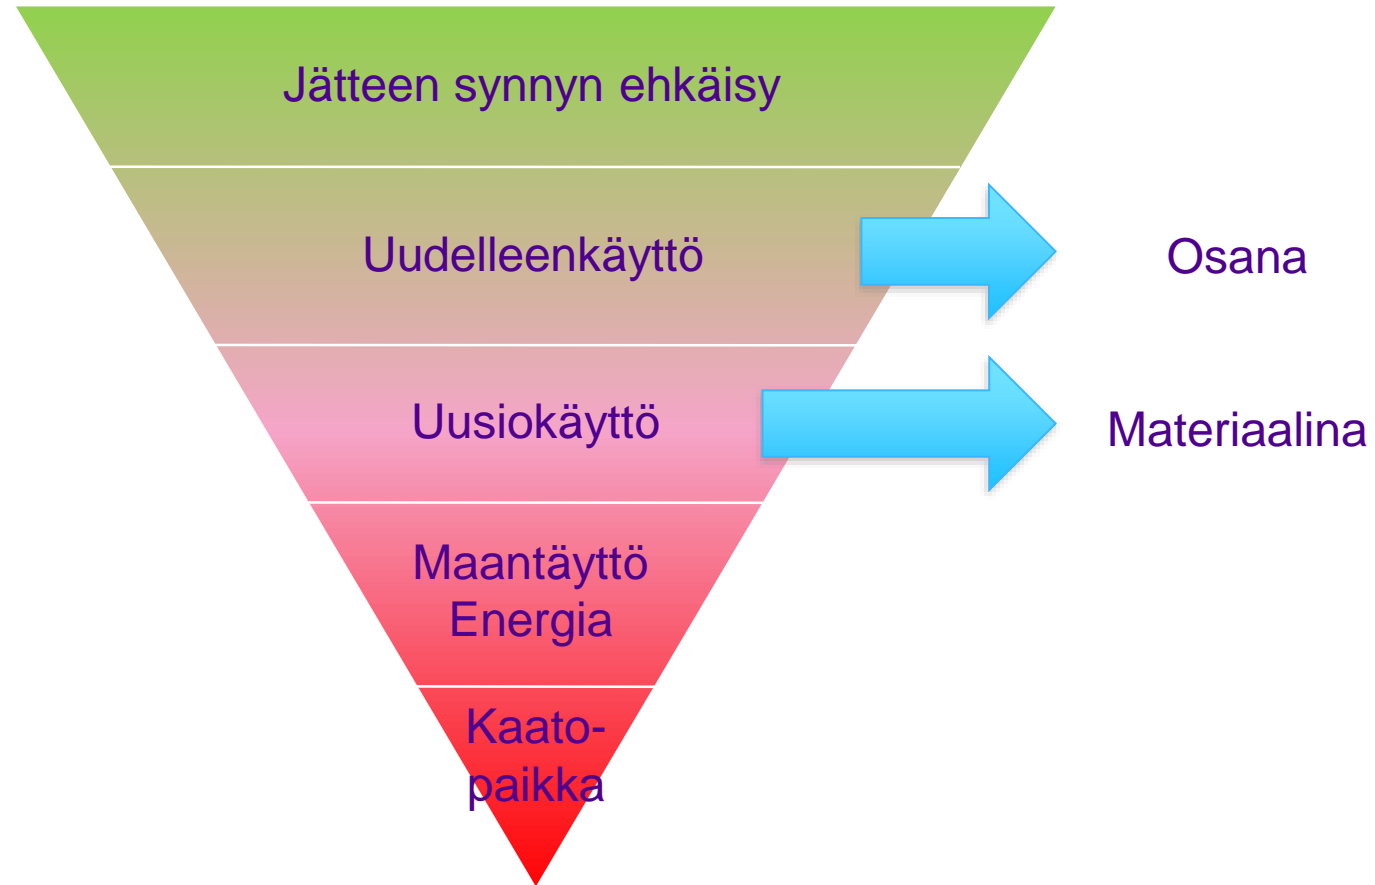 Jätteen synnyn ehkäisy
Uudelleenkäyttö
Osana
Uusiokäyttö
Materiaalina
Maantäyttö
Energia
Kaato-
paikka